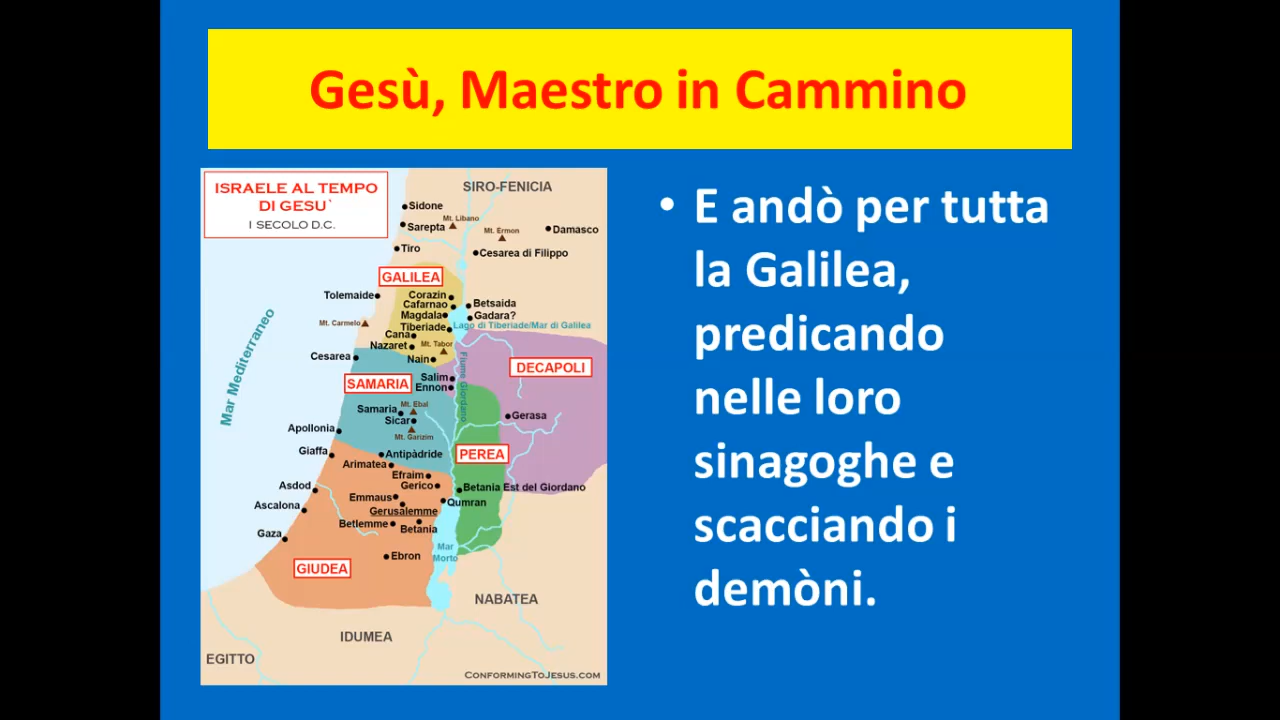 Gesù, Maestro in Cammino
ISRAELE AL TEMPO
DI GESU`
I SECOLO D.C.
SIRO-FENICIA
Sidone
Mt. Libano
Sarepta
Mt. Ermon
Damasco
Tiro
Cesarea di Filippo
GALILEA
Tolemaide
Corazin
Cafarnao
Betsaida
Magdala
Gadara?
Mt. Carmelo
Tiberiade
Lago di Tiberiade/Mar di Galilea
Cana
Nazaret
Mt. Tabor
Mar Mediterraneo
Cesarea
Nain
Fiume Giordano
DECAPOLI
SAMARIA
Salim
Ennon
Samaria
Mt. Ebal
Sicar
Gerasa
Apollonia
Mt. Garizim
Giaffa
Antipàdride
PEREA
Arimatea
Efraim
Asdod
Gerico
Betania Est del Giordano
Emmaus
Qumran
Ascalona
Gerusalemme
Betlemme
Betania
Gaza
Mar
Morto
Ebron
GIUDEA
NABATEA
IDUMEA
EGITTO
CONFORMINGTOJESUS.COM
• E andò per tutta
la Galilea,
predicando
nelle loro
sinagoghe e
scacciando i
demòni.